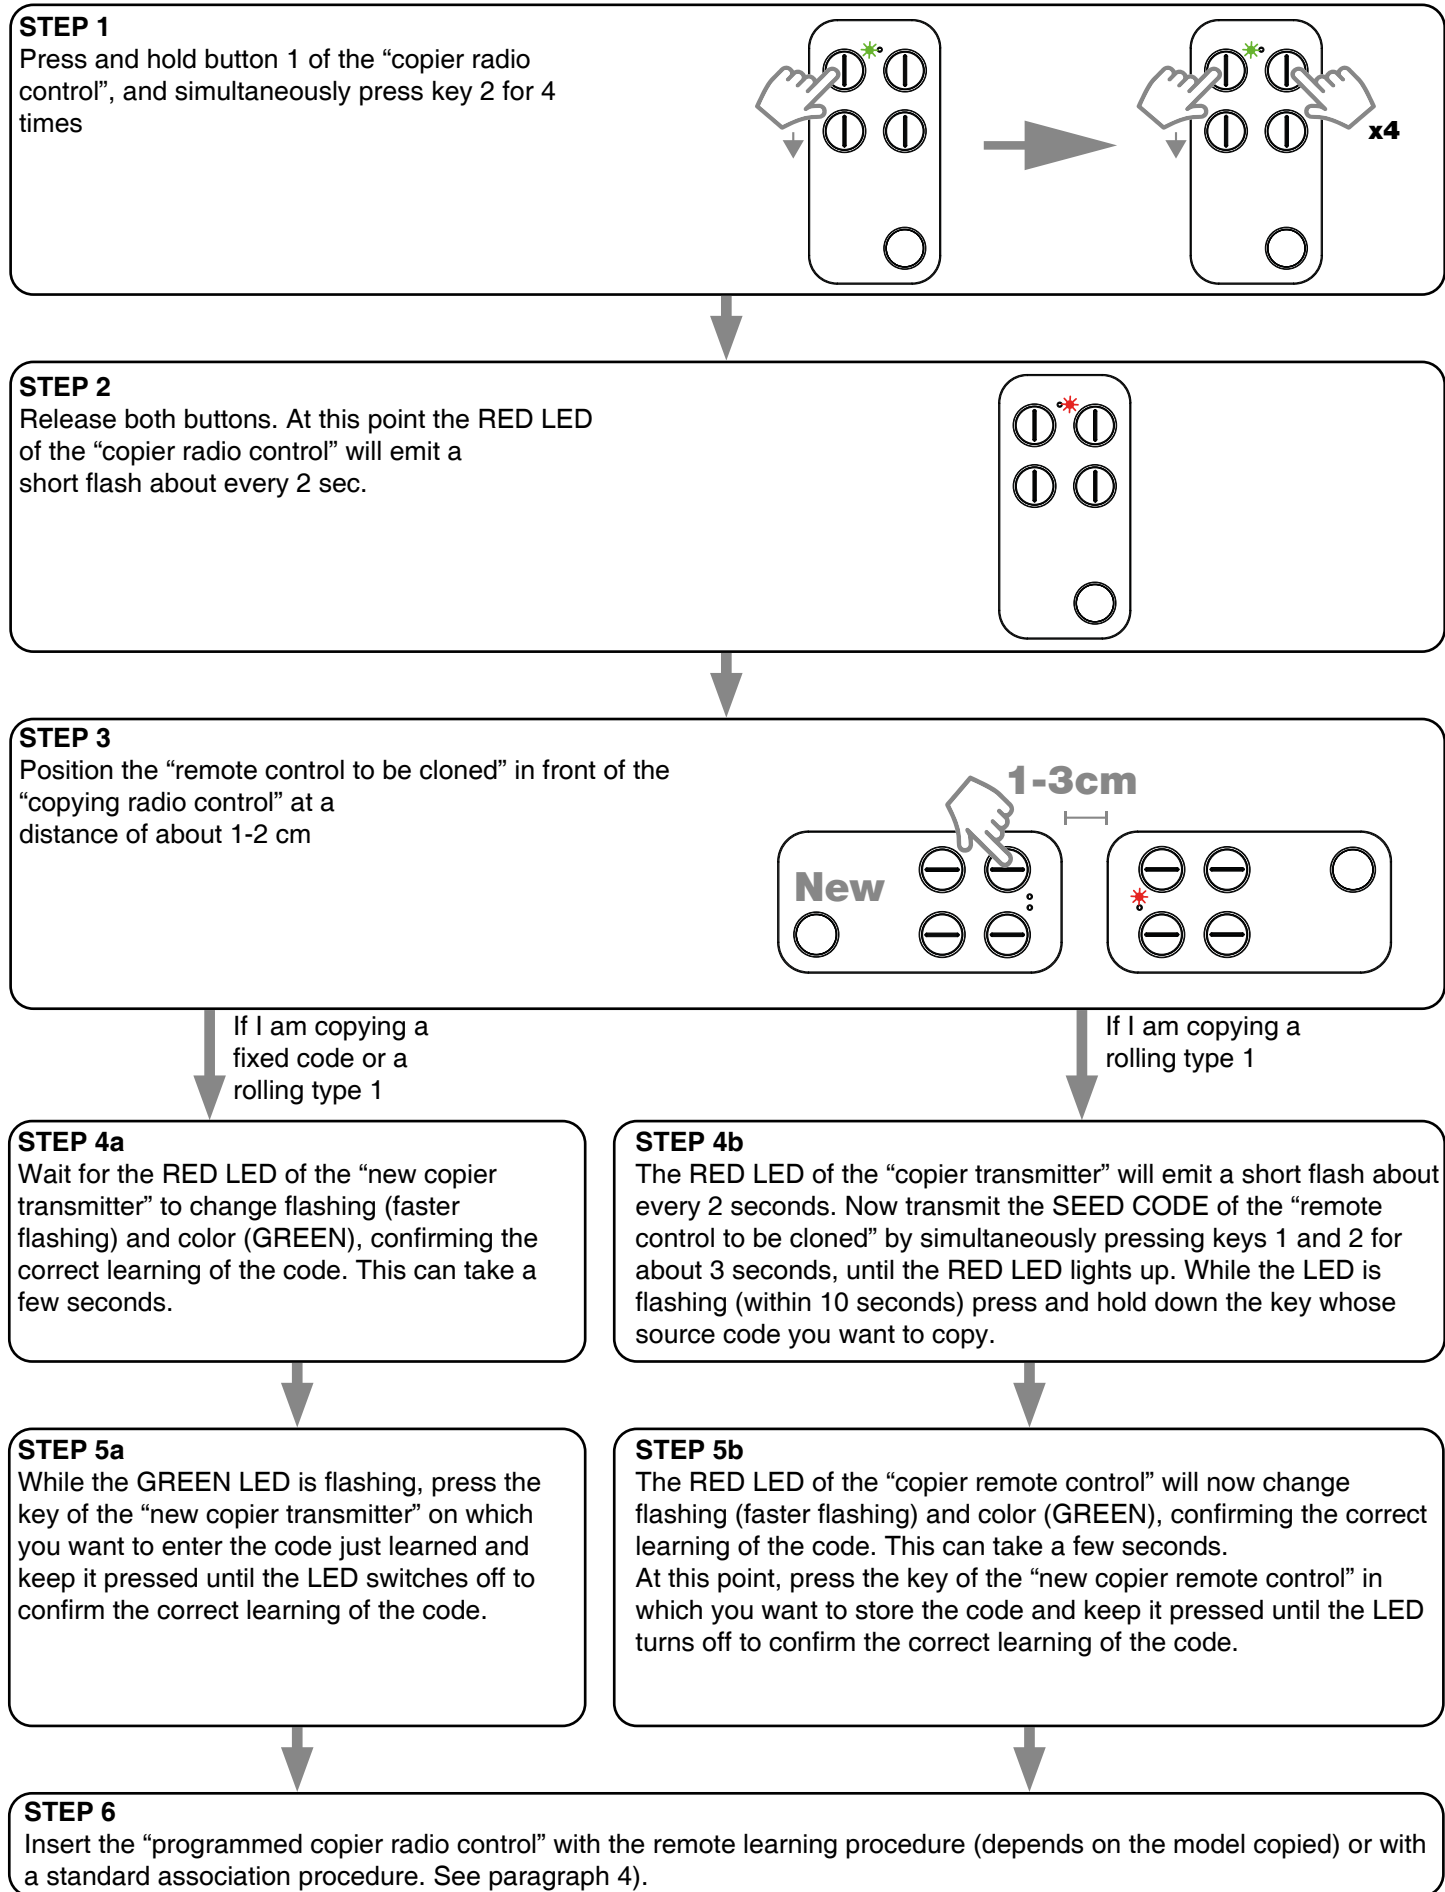 STEP 1
Press and hold button 1 of the “copier radio
control”, and simultaneously press key 2 for 4
times
x4
STEP 2
Release both buttons. At this point the RED LED
of the “copier radio control” will emit a
short flash about every 2 sec.
STEP 3
Position the “remote control to be cloned” in front of the
“copying radio control” at a
distance of about 1-2 cm
1-3cm
New
If I am copying a
fixed code or a
rolling type 1
If I am copying a
rolling type 1
STEP 4a
Wait for the RED LED of the “new copier
transmitter” to change flashing (faster
flashing) and color (GREEN), confirming the
correct learning of the code. This can take a
few seconds.
STEP 4b
The RED LED of the “copier transmitter” will emit a short flash about
every 2 seconds. Now transmit the SEED CODE of the “remote
control to be cloned” by simultaneously pressing keys 1 and 2 for
about 3 seconds, until the RED LED lights up. While the LED is
flashing (within 10 seconds) press and hold down the key whose
source code you want to copy.
STEP 5a
While the GREEN LED is flashing, press the
key of the “new copier transmitter” on which
you want to enter the code just learned and
keep it pressed until the LED switches off to
confirm the correct learning of the code.
STEP 5b
The RED LED of the “copier remote control” will now change
flashing (faster flashing) and color (GREEN), confirming the correct
learning of the code. This can take a few seconds.
At this point, press the key of the “new copier remote control” in
which you want to store the code and keep it pressed until the LED
turns off to confirm the correct learning of the code.
STEP 6
Insert the “programmed copier radio control” with the remote learning procedure (depends on the model copied) or with
a standard association procedure. See paragraph 4).